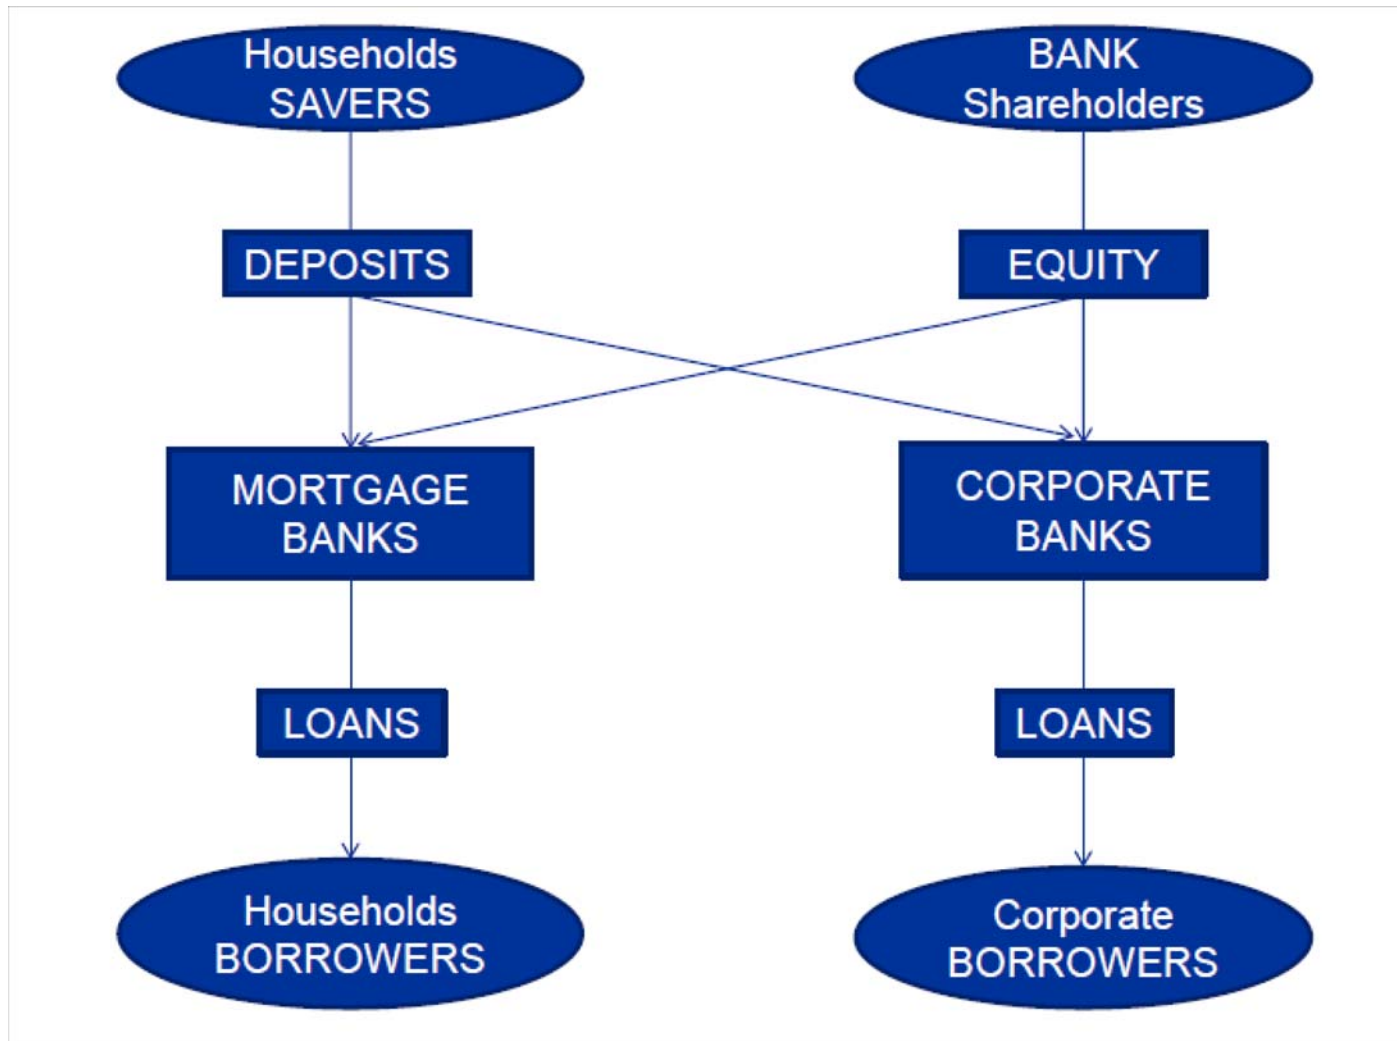 Households
SAVERS
BANK
Shareholders
DEPOSITS
EQUITY
MORTGAGE
BANKS
CORPORATE
BANKS
LOANS
LOANS
Households
BORROWERS
Corporate
BORROWERS